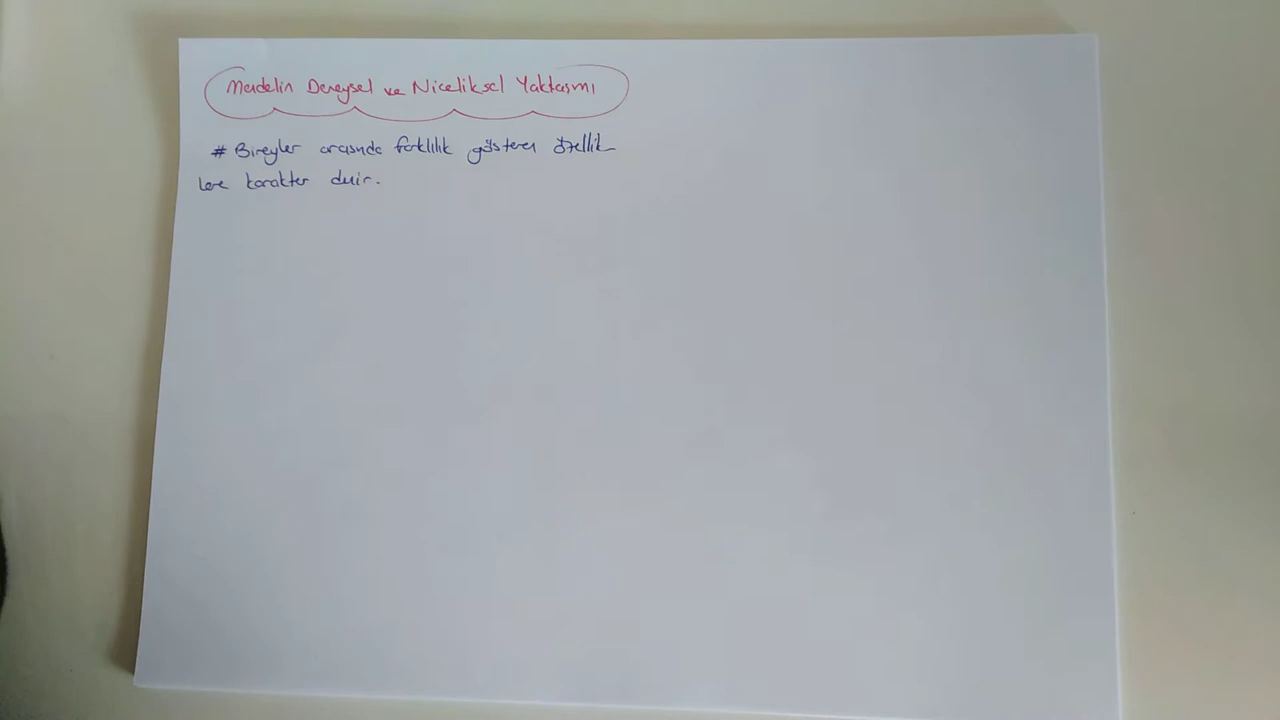 Mendelin Deneysel ve Niceliksel Yaklaşımı
# Bireyler arasında farklılık gösteren özellik
lere karakter denir.